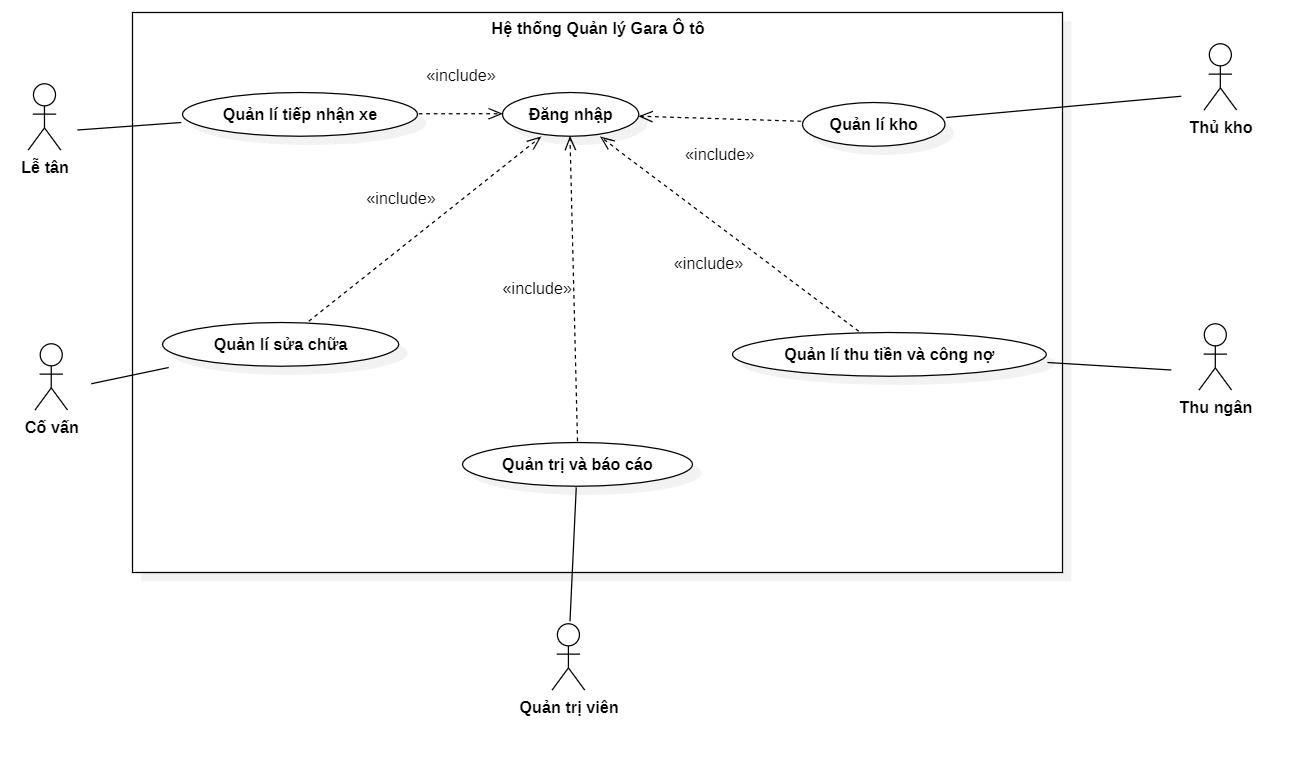 Hệ thống Quản lý Gara Ô tô
«include»
Quản lí tiếp nhận xe
Đăng nhập
Quản lí kho
Thủ kho
Lễ tân
«include»
«include»
«include»
«include»
Quản lí sửa chữa
Quản lí thu tiền và công nợ
Thu ngân
Cố vấn
Quản trị và báo cáo
Quản trị viên